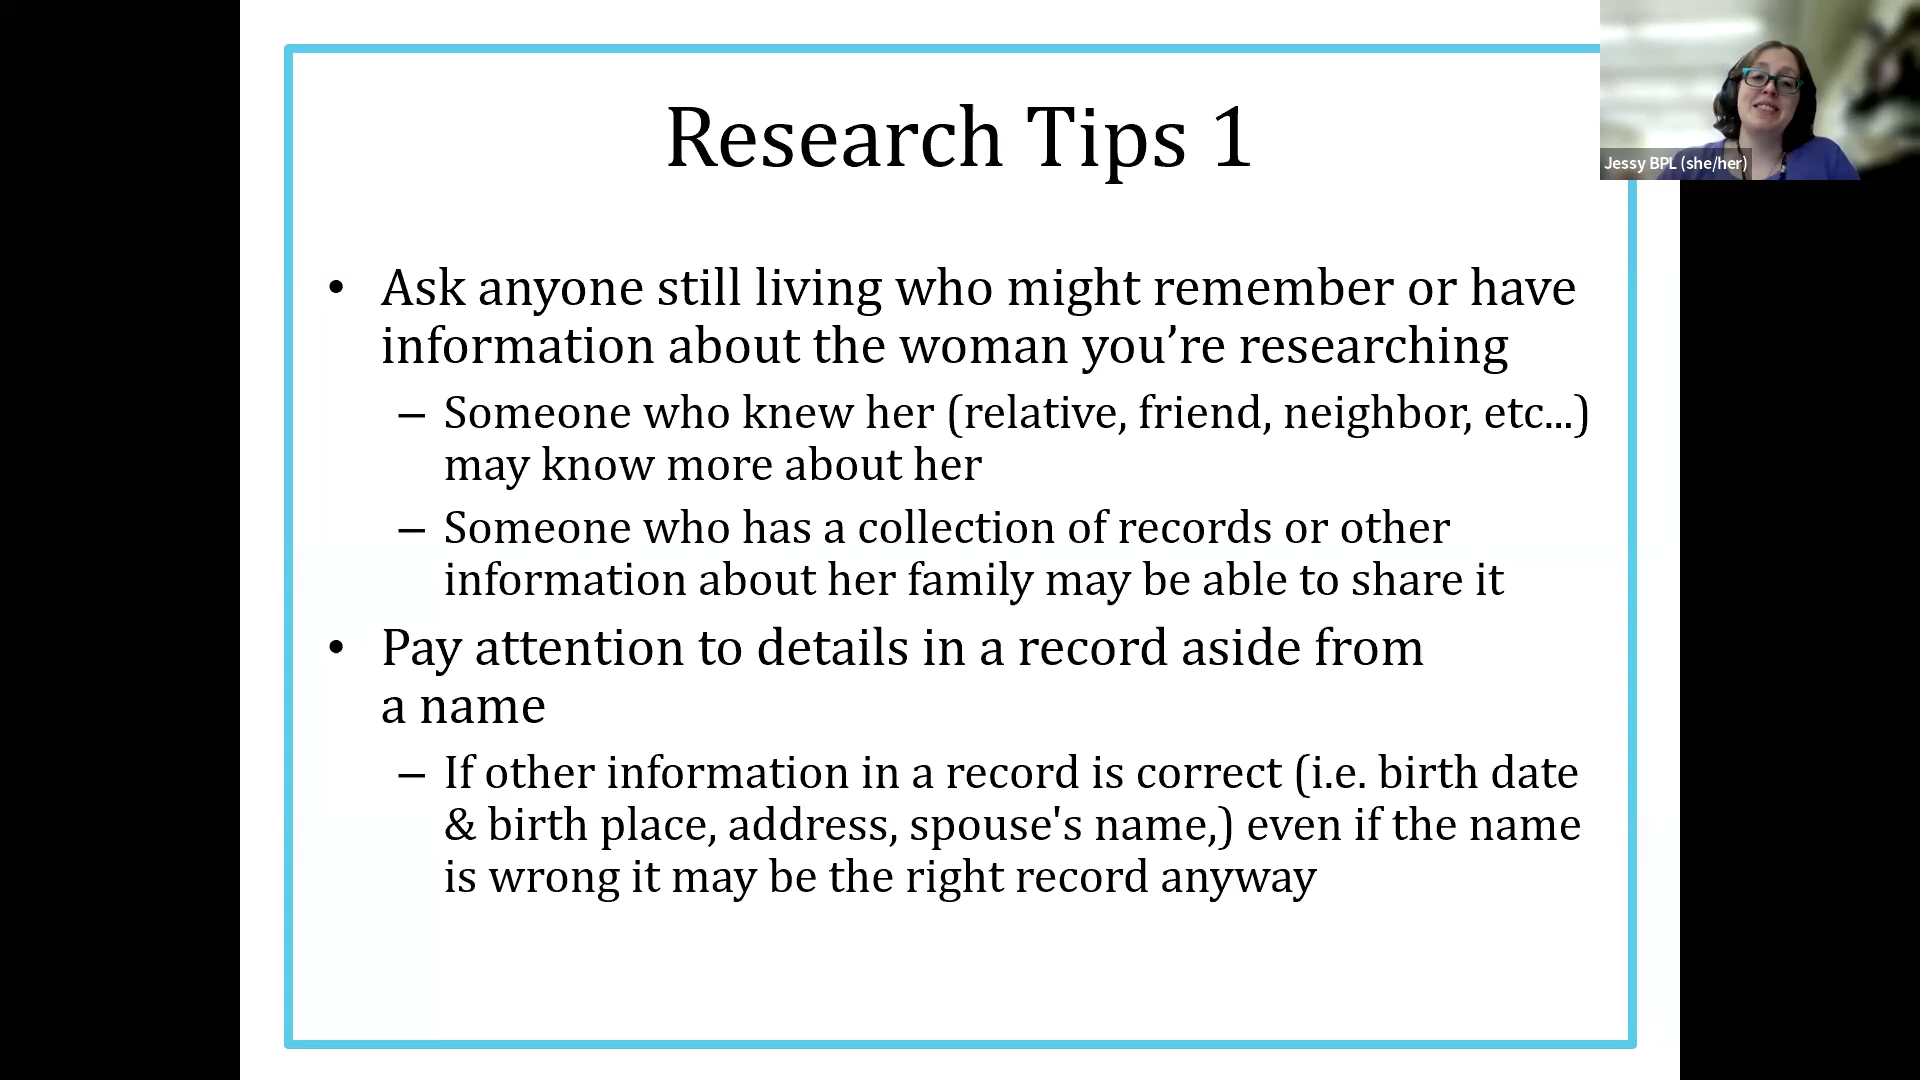 Research Tips 1
Jessy BPL (she/her)
• Ask anyone still living who might remember or have
information about the woman you’re researching
– Someone who knew her (relative, friend, neighbor, etc...)
may know more about her
– Someone who has a collection of records or other
information about her family may be able to share it
• Pay attention to details in a record aside from
a name
– If other information in a record is correct (i.e. birth date
& birth place, address, spouse's name,) even if the name
is wrong it may be the right record anyway